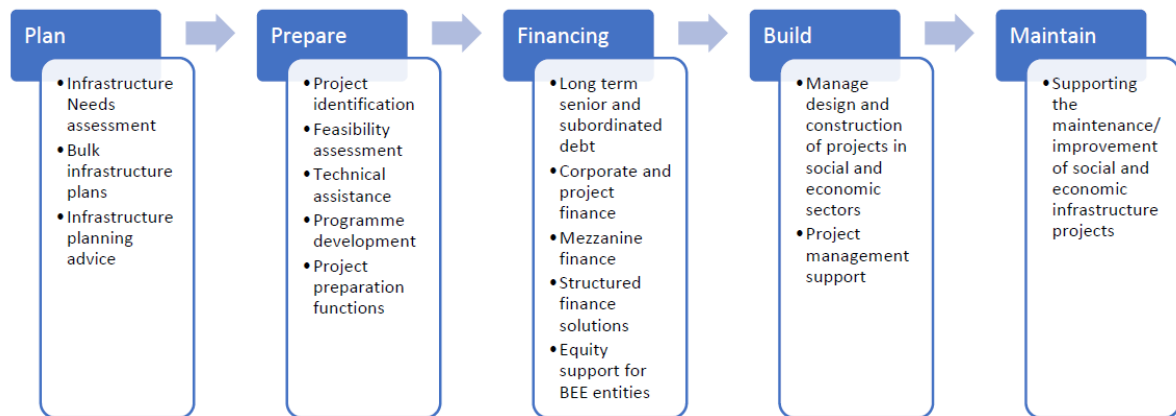 Plan
• Infrastructure
Needs
assessment
• Bulk
infrastructure
plans
• Infrastructure
planning
advice
Prepare
• Project
identification
• Feasibility
assessment
• Technical
assistance
• Programme
development
• Project
preparation
functions
Financing
• Long term
senior and
subordinated
debt
• Corporate and
project
finance
• Mezzanine
finance
• Structured
finance
solutions
• Equity
support for
BEE entities
Build
• Manage
design and
construction
of projects in
social and
economic
sectors
• Project
management
support
Maintain
• Supporting
the
maintenance/
improvement
of social and
economic
infrastructure
projects